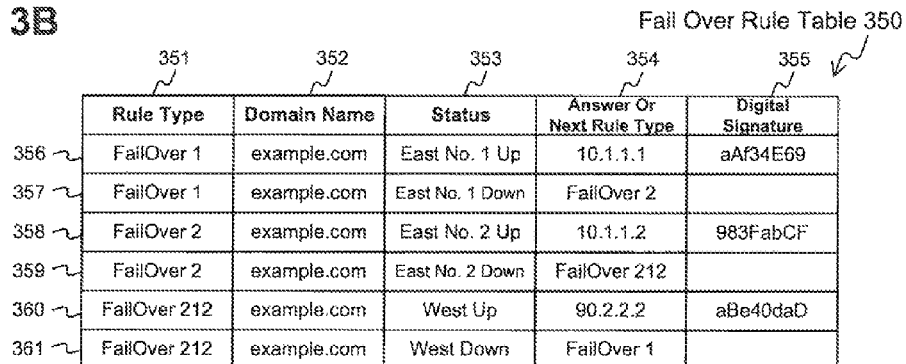 3B
Fail Over Rule Table 350
351 352 353 354 355
Rule Type Domain Name Status Answer Or Next Rule Type Digital Signature
356 FailOver 1 example.com East No. 1 Up 10.1.1.1 aAf34E69
357 FailOver 1 example.com East No. 1 Down FailOver 2
358 FailOver 2 example.com East No. 2 Up 10.1.1.2 983FabCF
359 FailOver 2 example.com East No. 2 Down FailOver 212
360 FailOver 212 example.com West Up 90.2.2.2 aBe40daD
361 FailOver 212 example.com West Down FailOver 1